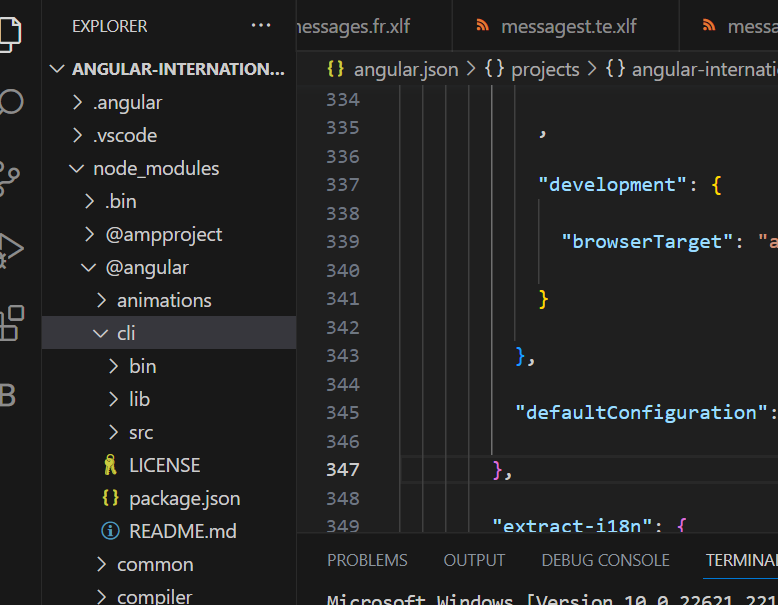 EXPLORER
ANGULAR-INTERNATION...
.angular
.vscode
node_modules
.bin
@ampproject
@angular
animations
cli
bin
lib
src
LICENSE
package.json
README.md
common
compiler
messages.fr.xlf
messagest.te.xlf
messa
angular.json > {} projects > {} angular-internati
334
335 ,
336
337 "development": {
338
339 "browserTarget": "a
340
341 }
342
343 },
344
345 "defaultConfiguration":
346
347 },
348
349 "extract-i18n": {
PROBLEMS OUTPUT DEBUG CONSOLE TERMINAL
Microsoft Windows [Version 10.0.22621.221